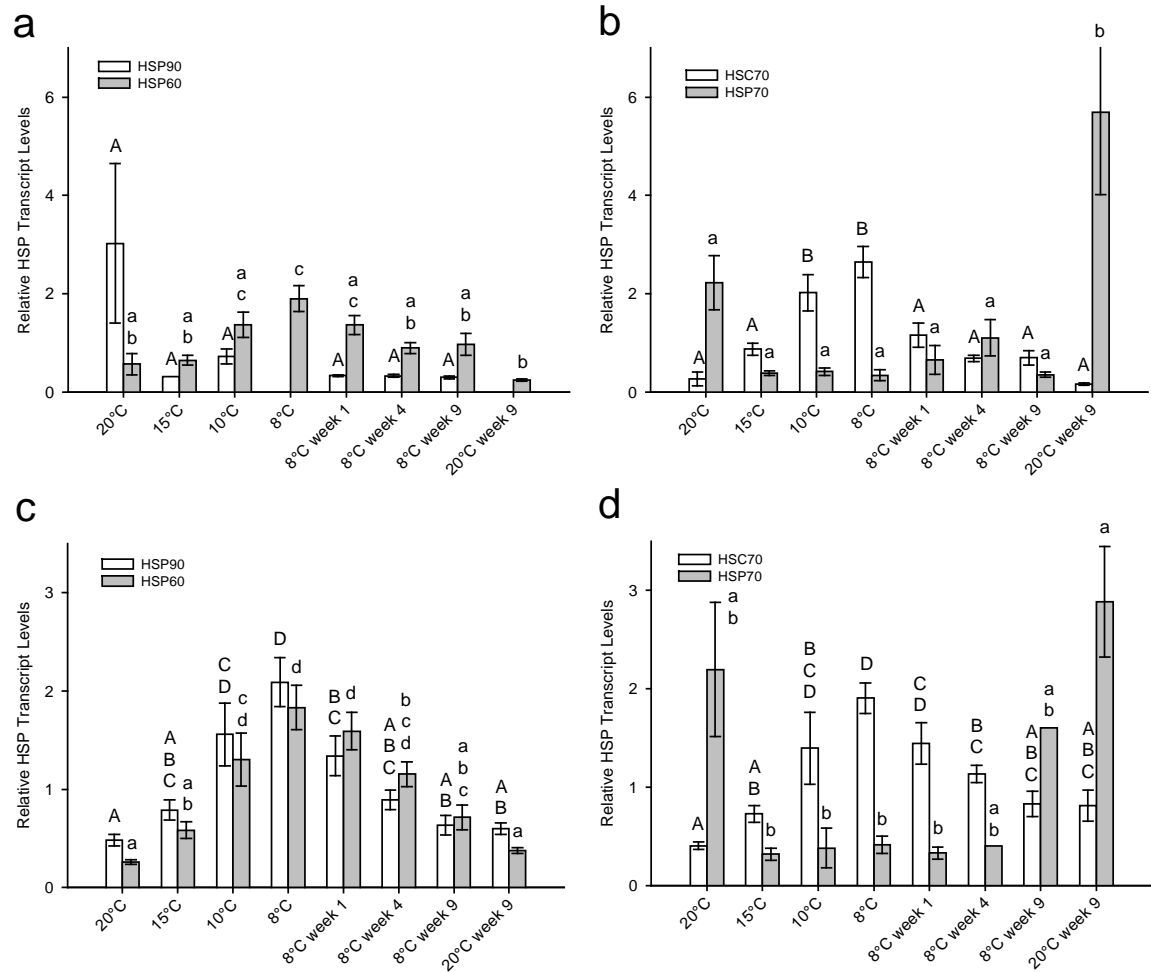 a
HSP90
HSP60
Relative HSP Transcript Levels
6
4
2
0
A
a
b
A
a
b
A
a
c
c
A
a
c
A
a
b
A
a
b
b
20°C
15°C
10°C
8°C
8°C week 1
8°C week 4
8°C week 9
20°C week 9
b
HSC70
HSP70
Relative HSP Transcript Levels
6
4
2
0
A
a
A
a
B
a
B
a
A
a
A
a
A
a
A
b
20°C
15°C
10°C
8°C
8°C week 1
8°C week 4
8°C week 9
20°C week 9
c
HSP90
HSP60
Relative HSP Transcript Levels
3
2
1
0
A
a
A
B
C
a
b
C
D
c
d
D
d
B
C
d
A
B
C
b
c
d
A
B
a
b
c
A
B
a
20°C
15°C
10°C
8°C
8°C week 1
8°C week 4
8°C week 9
20°C week 9
d
HSC70
HSP70
Relative HSP Transcript Levels
3
2
1
0
A
a
b
A
B
b
B
C
D
b
D
b
C
D
b
B
C
a
b
A
B
C
a
b
A
B
C
a
20°C
15°C
10°C
8°C
8°C week 1
8°C week 4
8°C week 9
20°C week 9